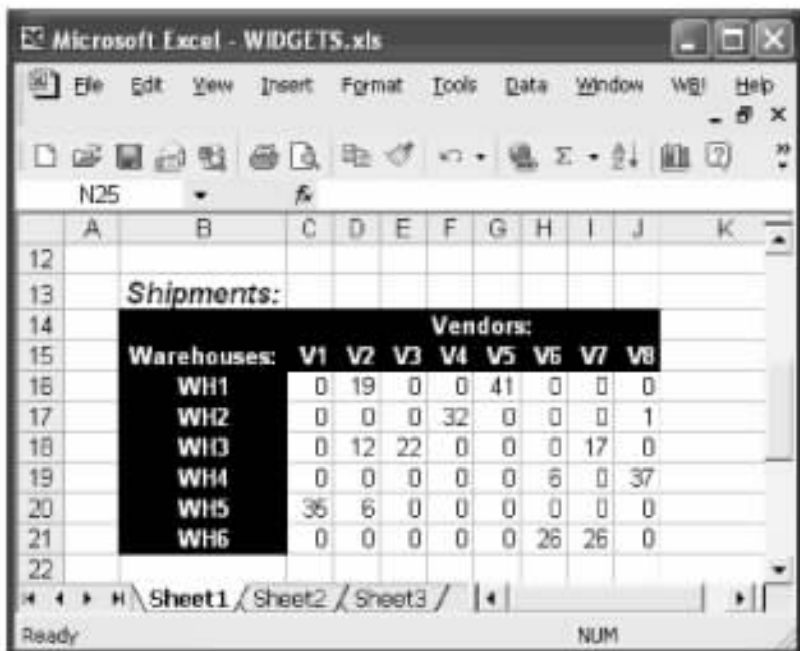 Microsoft Excel - WIDGETS.xls
File Edit View Insert Format Tools Data Window WB! Help
N25 fx
A B C D E F G H I J K
12
13 Shipments:
14 Vendors:
15 Warehouses: V1 V2 V3 V4 V5 V6 V7 V8
16 WH1 0 19 0 0 41 0 0 0
17 WH2 0 0 0 32 0 0 0 1
18 WH3 0 12 22 0 0 0 17 0
19 WH4 0 0 0 0 0 6 0 37
20 WH5 35 6 0 0 0 0 0 0
21 WH6 0 0 0 0 0 26 26 0
22
Sheet1 Sheet2 Sheet3
Ready NUM